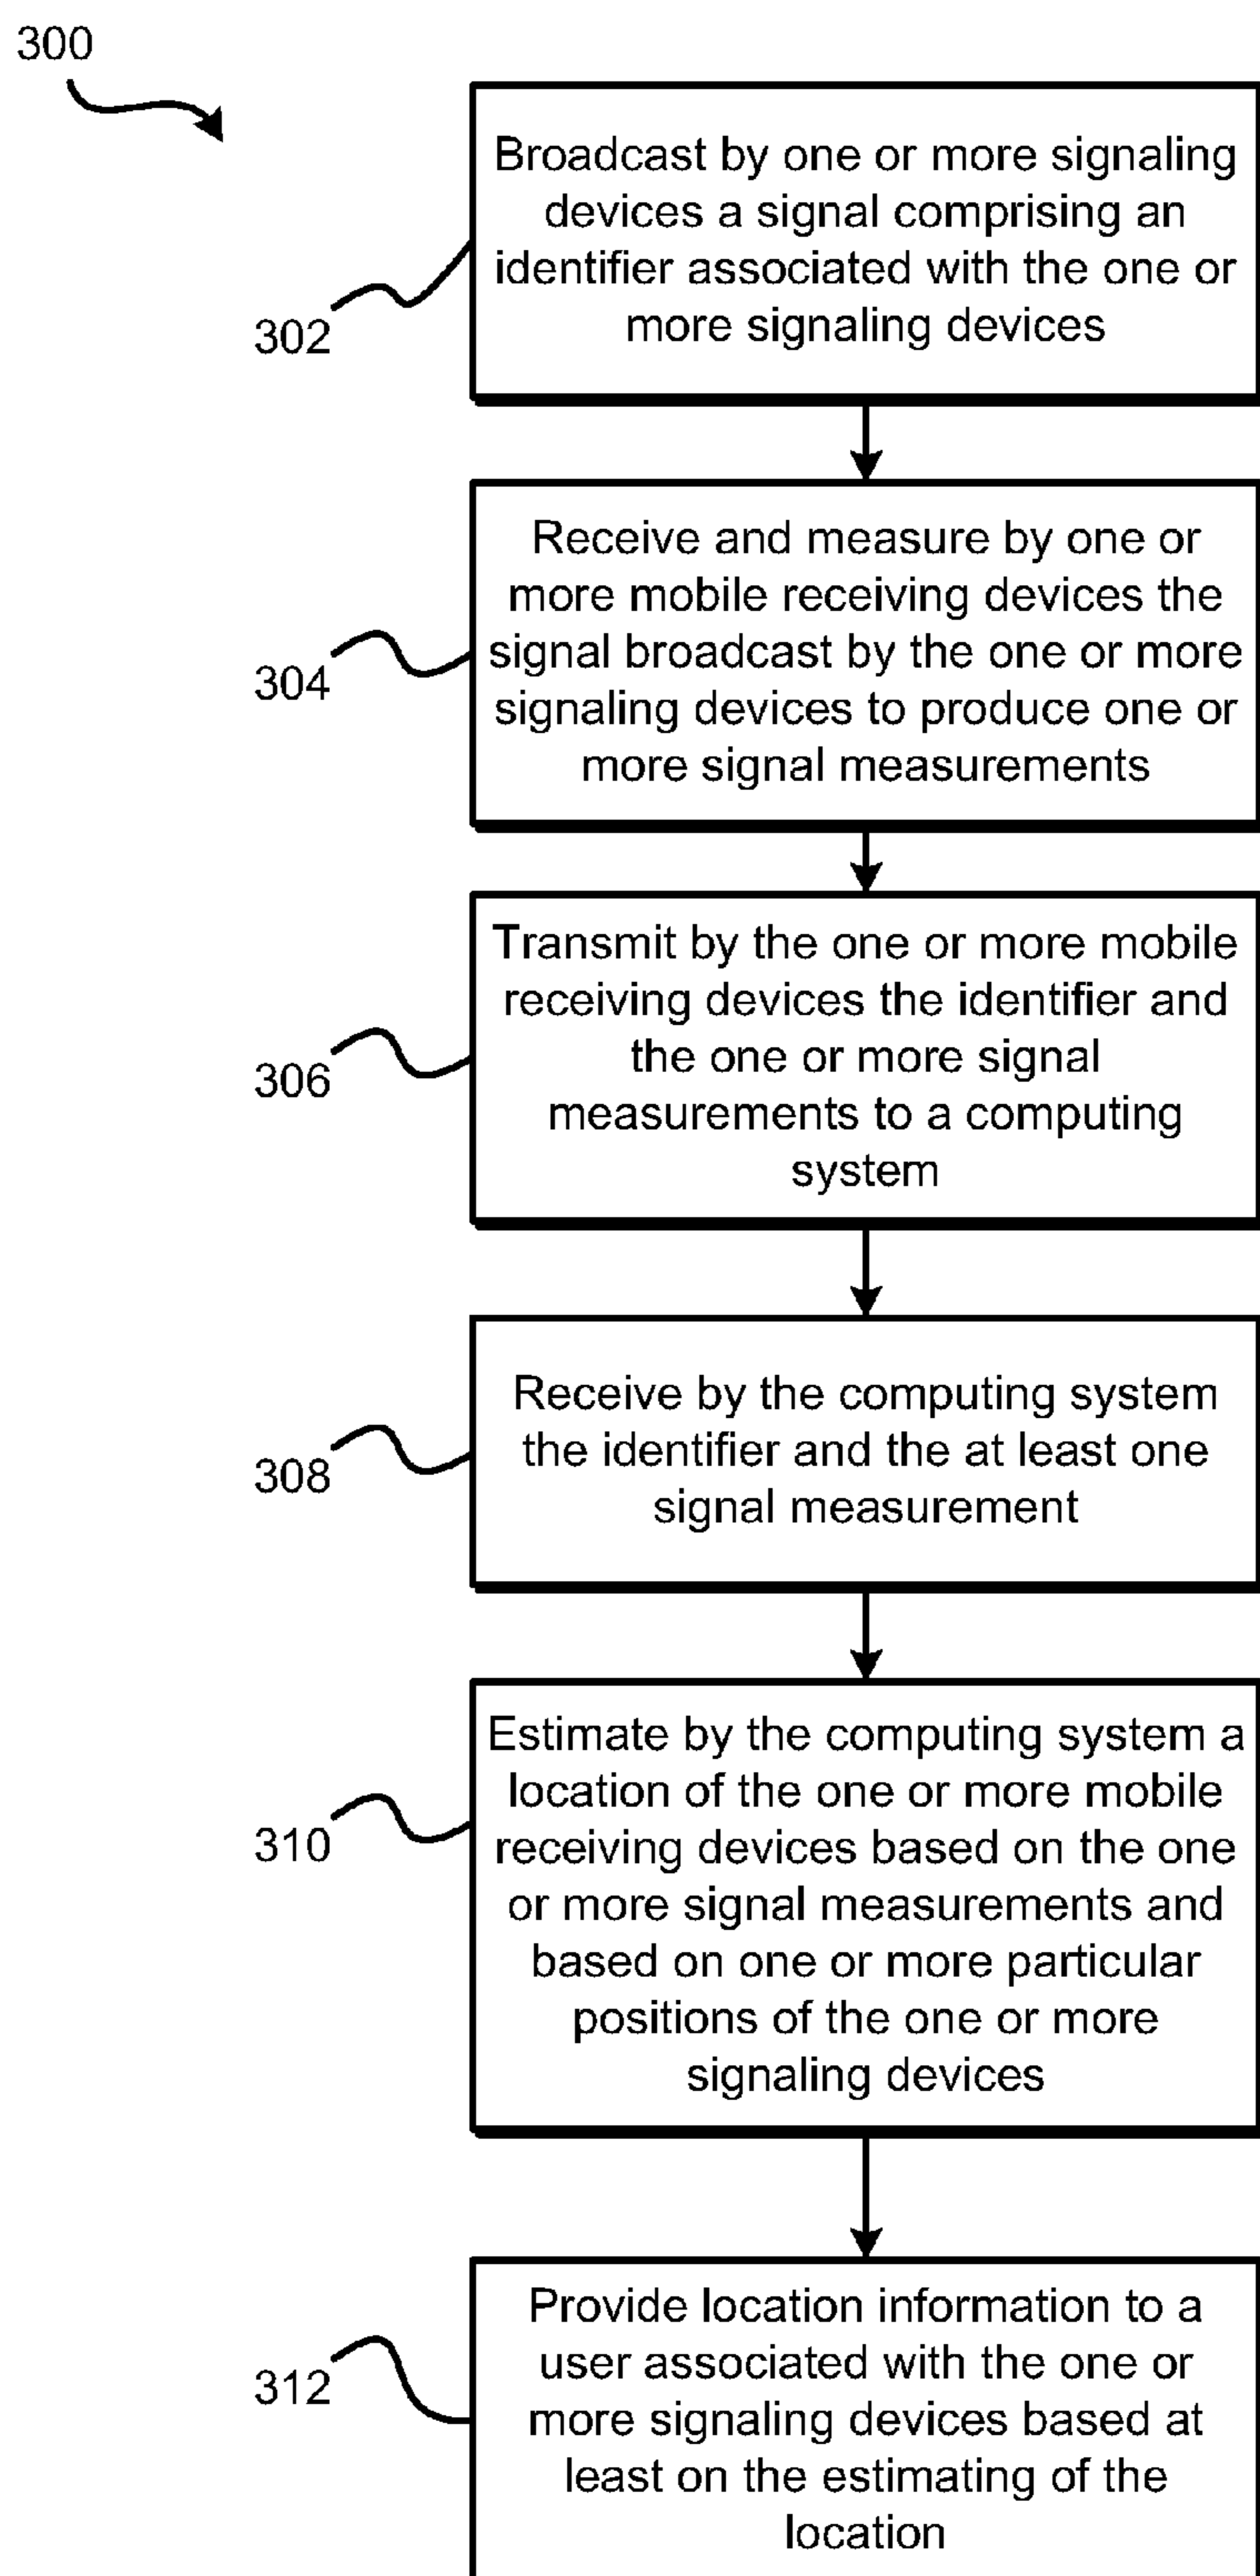 300
Broadcast by one or more signaling
devices a signal comprising an
identifier associated with the one or
more signaling devices
302
Receive and measure by one or
more mobile receiving devices the
signal broadcast by the one or more
signaling devices to produce one or
more signal measurements
304
Transmit by the one or more mobile
receiving devices the identifier and
the one or more signal
measurements to a computing
system
306
Receive by the computing system
the identifier and the at least one
signal measurement
308
Estimate by the computing system a
location of the one or more mobile
receiving devices based on the one
or more signal measurements and
based on one or more particular
positions of the one or more
signaling devices
310
Provide location information to a
user associated with the one or
more signaling devices based at
least on the estimating of the
location
312